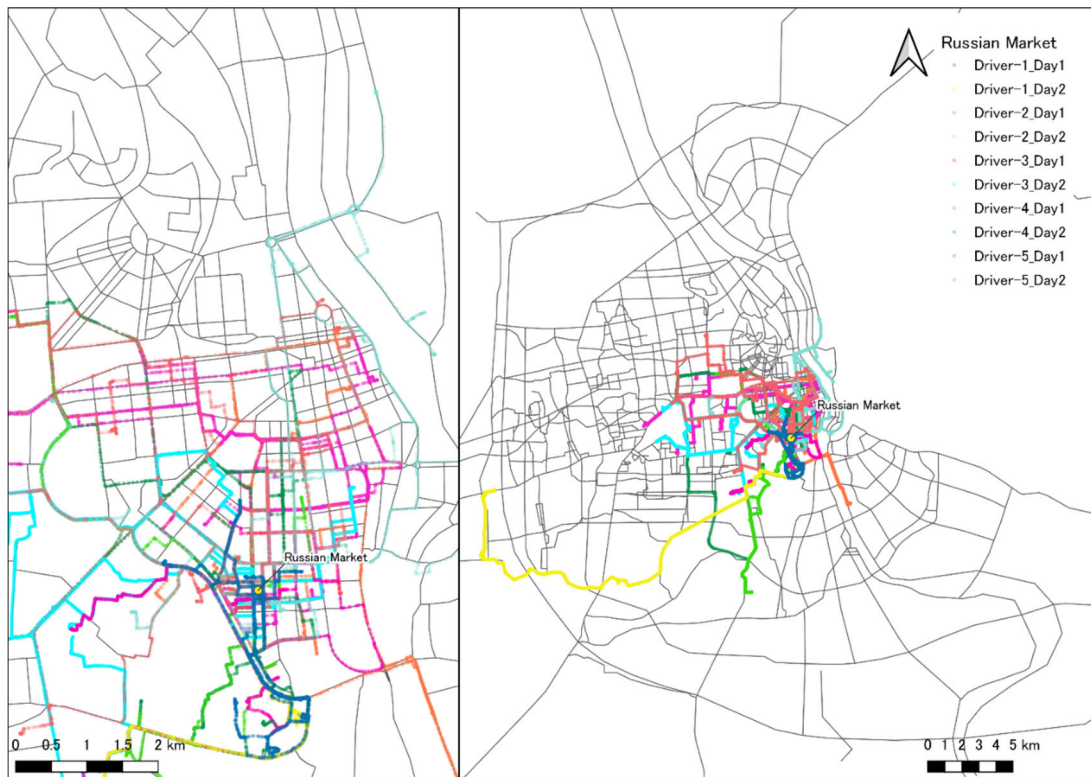 Russian Market
Driver-1_Day1
Driver-1_Day2
Driver-2_Day1
Driver-2_Day2
Driver-3_Day1
Driver-3_Day2
Driver-4_Day1
Driver-4_Day2
Driver-5_Day1
Driver-5_Day2
Russian Market
Russian Market
0 0.5 1 1.5 2 km
0 1 2 3 4 5 km